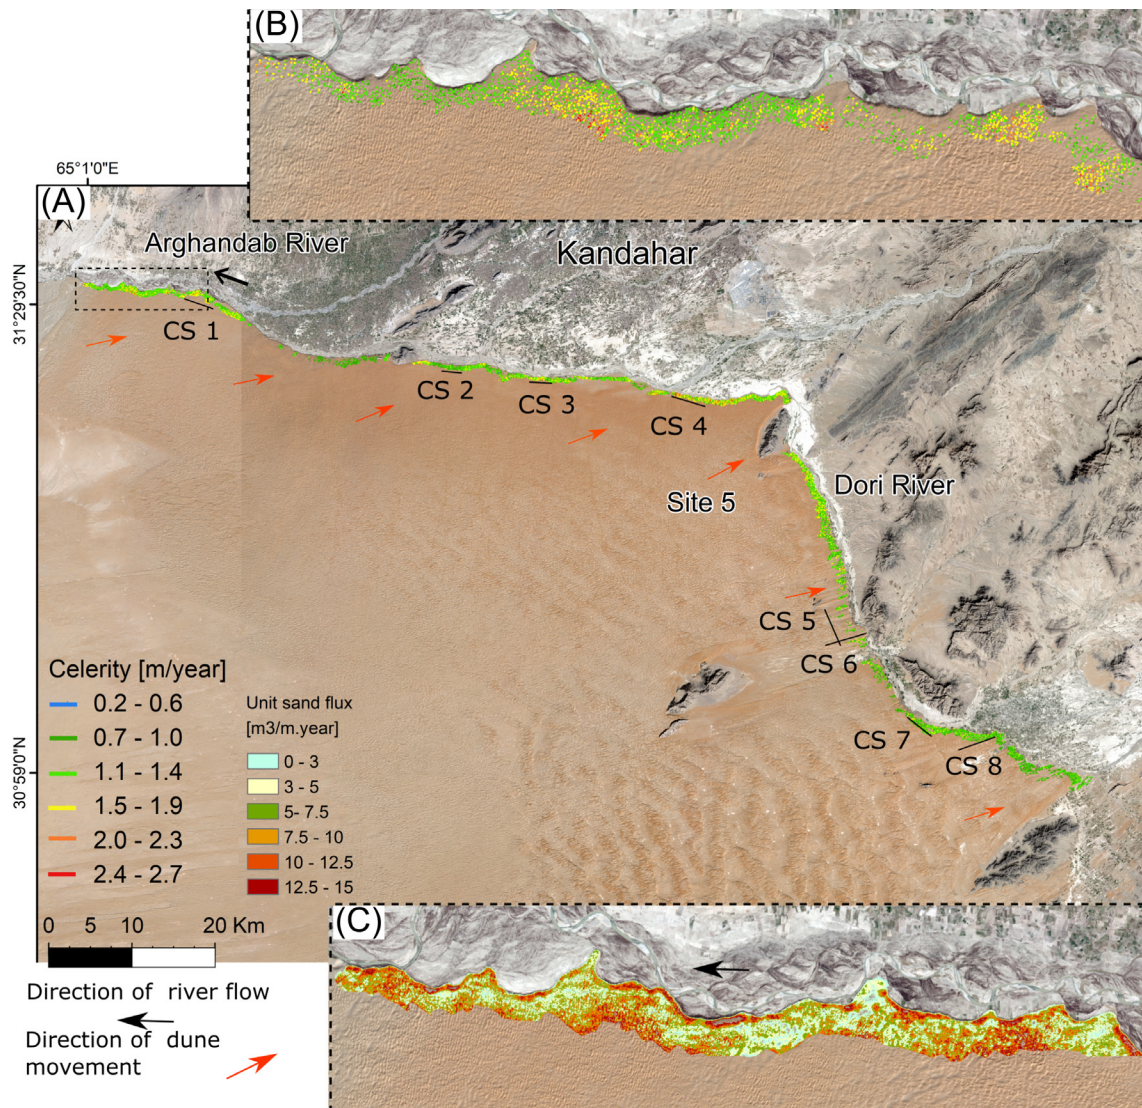 (B)
65°1'0"E
(A)
Arghandab River
Kandahar
31°29'30"N
CS 1
CS 2
CS 3
CS 4
Site 5
Dori River
CS 5
CS 6
CS 7
CS 8
30°59'0"N
Celerity [m/year]
0.2 - 0.6
0.7 - 1.0
1.1 - 1.4
1.5 - 1.9
2.0 - 2.3
2.4 - 2.7
Unit sand flux
[m3/m.year]
0 - 3
3 - 5
5- 7.5
7.5 - 10
10 - 12.5
12.5 - 15
0 5 10 20 Km
(C)
Direction of river flow
Direction of dune
movement